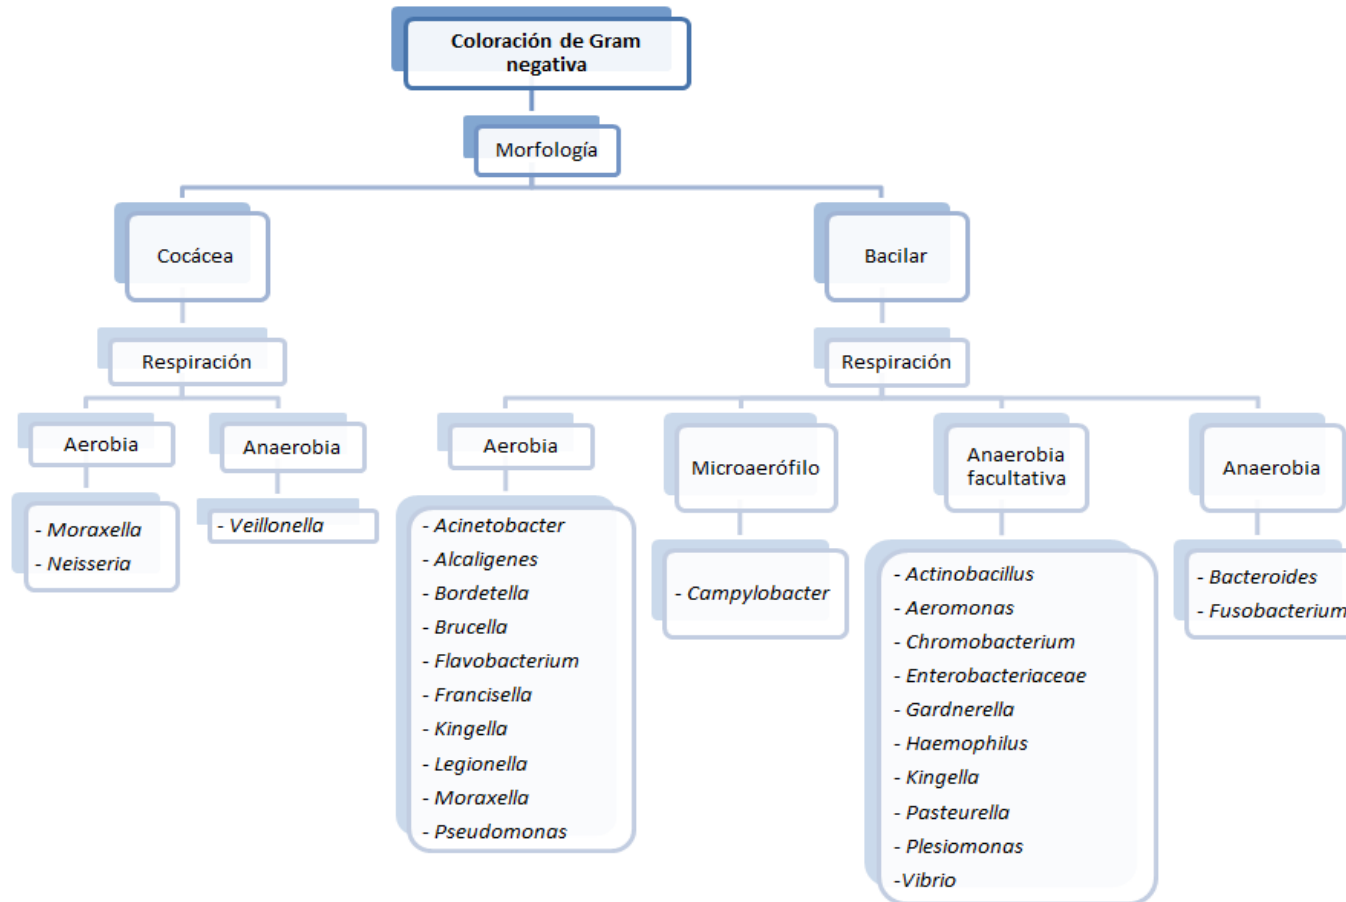 Coloración de Gram
negativa
Morfología
Cocácea
Bacilar
Respiración
Respiración
Aerobia
Anaerobia
Aerobia
Microaerófilo
Anaerobia
facultativa
Anaerobia
- Moraxella
- Neisseria
- Veillonella
- Acinetobacter
- Alcaligenes
- Bordetella
- Brucella
- Flavobacterium
- Francisella
- Kingella
- Legionella
- Moraxella
- Pseudomonas
- Campylobacter
- Actinobacillus
- Aeromonas
- Chromobacterium
- Enterobacteriaceae
- Gardnerella
- Haemophilus
- Kingella
- Pasteurella
- Plesiomonas
-Vibrio
- Bacteroides
- Fusobacterium